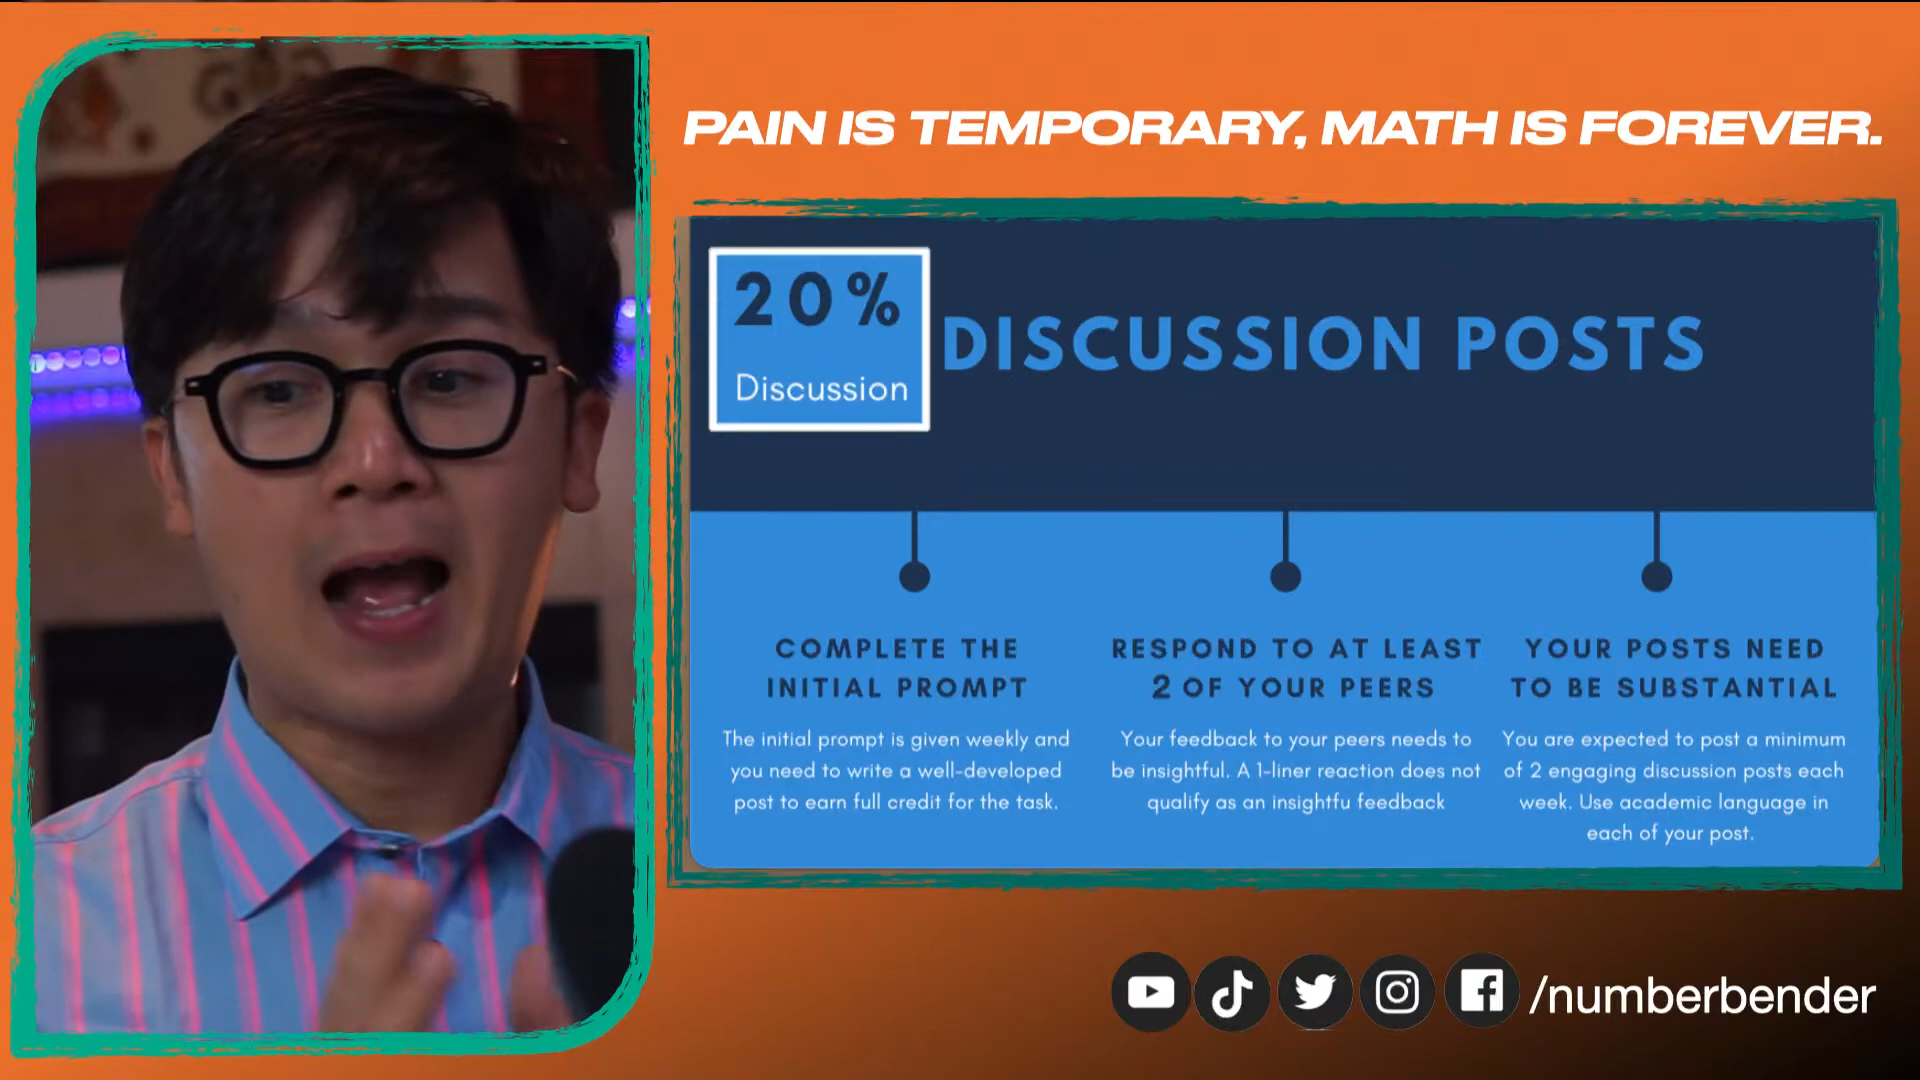 PAIN IS TEMPORARY, MATH IS FOREVER.
20%
Discussion
DISCUSSION POSTS
COMPLETE THE
INITIAL PROMPT
The initial prompt is given weekly and
you need to write a well-developed
post to earn full credit for the task.
RESPOND TO AT LEAST
2 OF YOUR PEERS
Your feedback to your peers needs to
be insightful. A 1-liner reaction does not
qualify as an insightfu feedback
YOUR POSTS NEED
TO BE SUBSTANTIAL
You are expected to post a minimum
of 2 engaging discussion posts each
week. Use academic language in
each of your post.
/numberbender